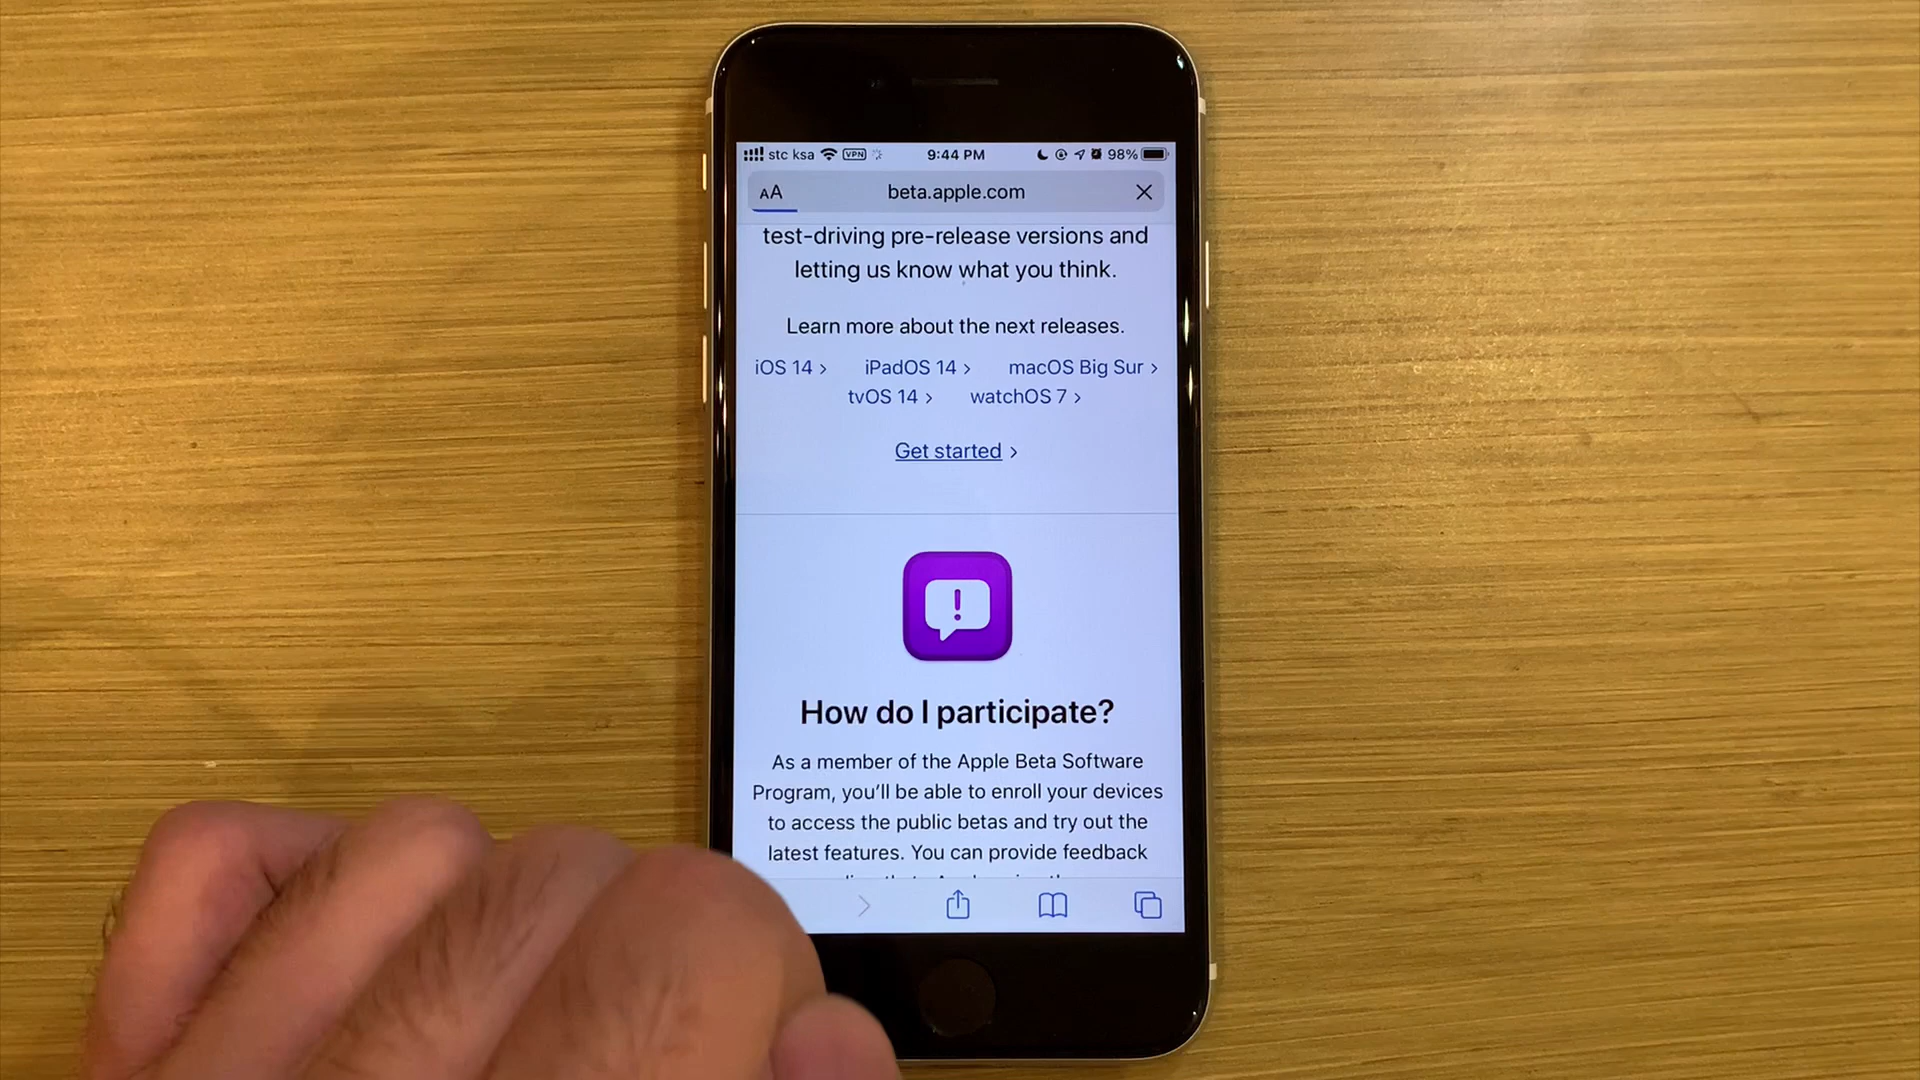 stc ksa VPN 9:44 PM 98%
AA beta.apple.com
test-driving pre-release versions and
letting us know what you think.
Learn more about the next releases.
iOS 14 > iPadOS 14 > macOS Big Sur >
tvOS 14 > watchOS 7 >
Get started >
!
How do I participate?
As a member of the Apple Beta Software
Program, you'll be able to enroll your devices
to access the public betas and try out the
latest features. You can provide feedback